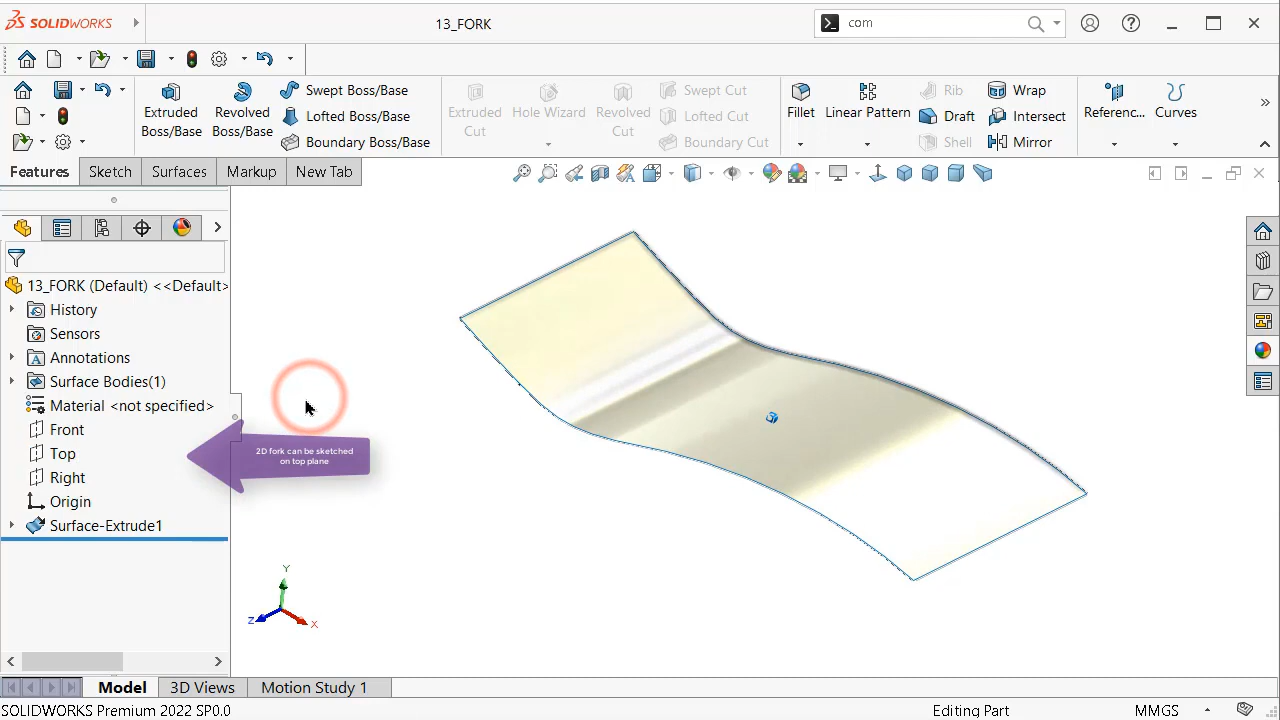 SOLIDWORKS
13_FORK
com
Extruded Boss/Base
Revolved Boss/Base
Swept Boss/Base
Lofted Boss/Base
Boundary Boss/Base
Extruded Cut
Hole Wizard
Revolved Cut
Swept Cut
Lofted Cut
Boundary Cut
Fillet
Linear Pattern
Rib
Draft
Shell
Wrap
Intersect
Mirror
Referenc...
Curves
Features
Sketch
Surfaces
Markup
New Tab
13_FORK (Default) <<Default>
History
Sensors
Annotations
Surface Bodies(1)
Material <not specified>
Front
Top
Right
Origin
Surface-Extrude1
2D fork can be sketched
on top plane
Y
Z
X
Model
3D Views
Motion Study 1
SOLIDWORKS Premium 2022 SP0.0
Editing Part
MMGS